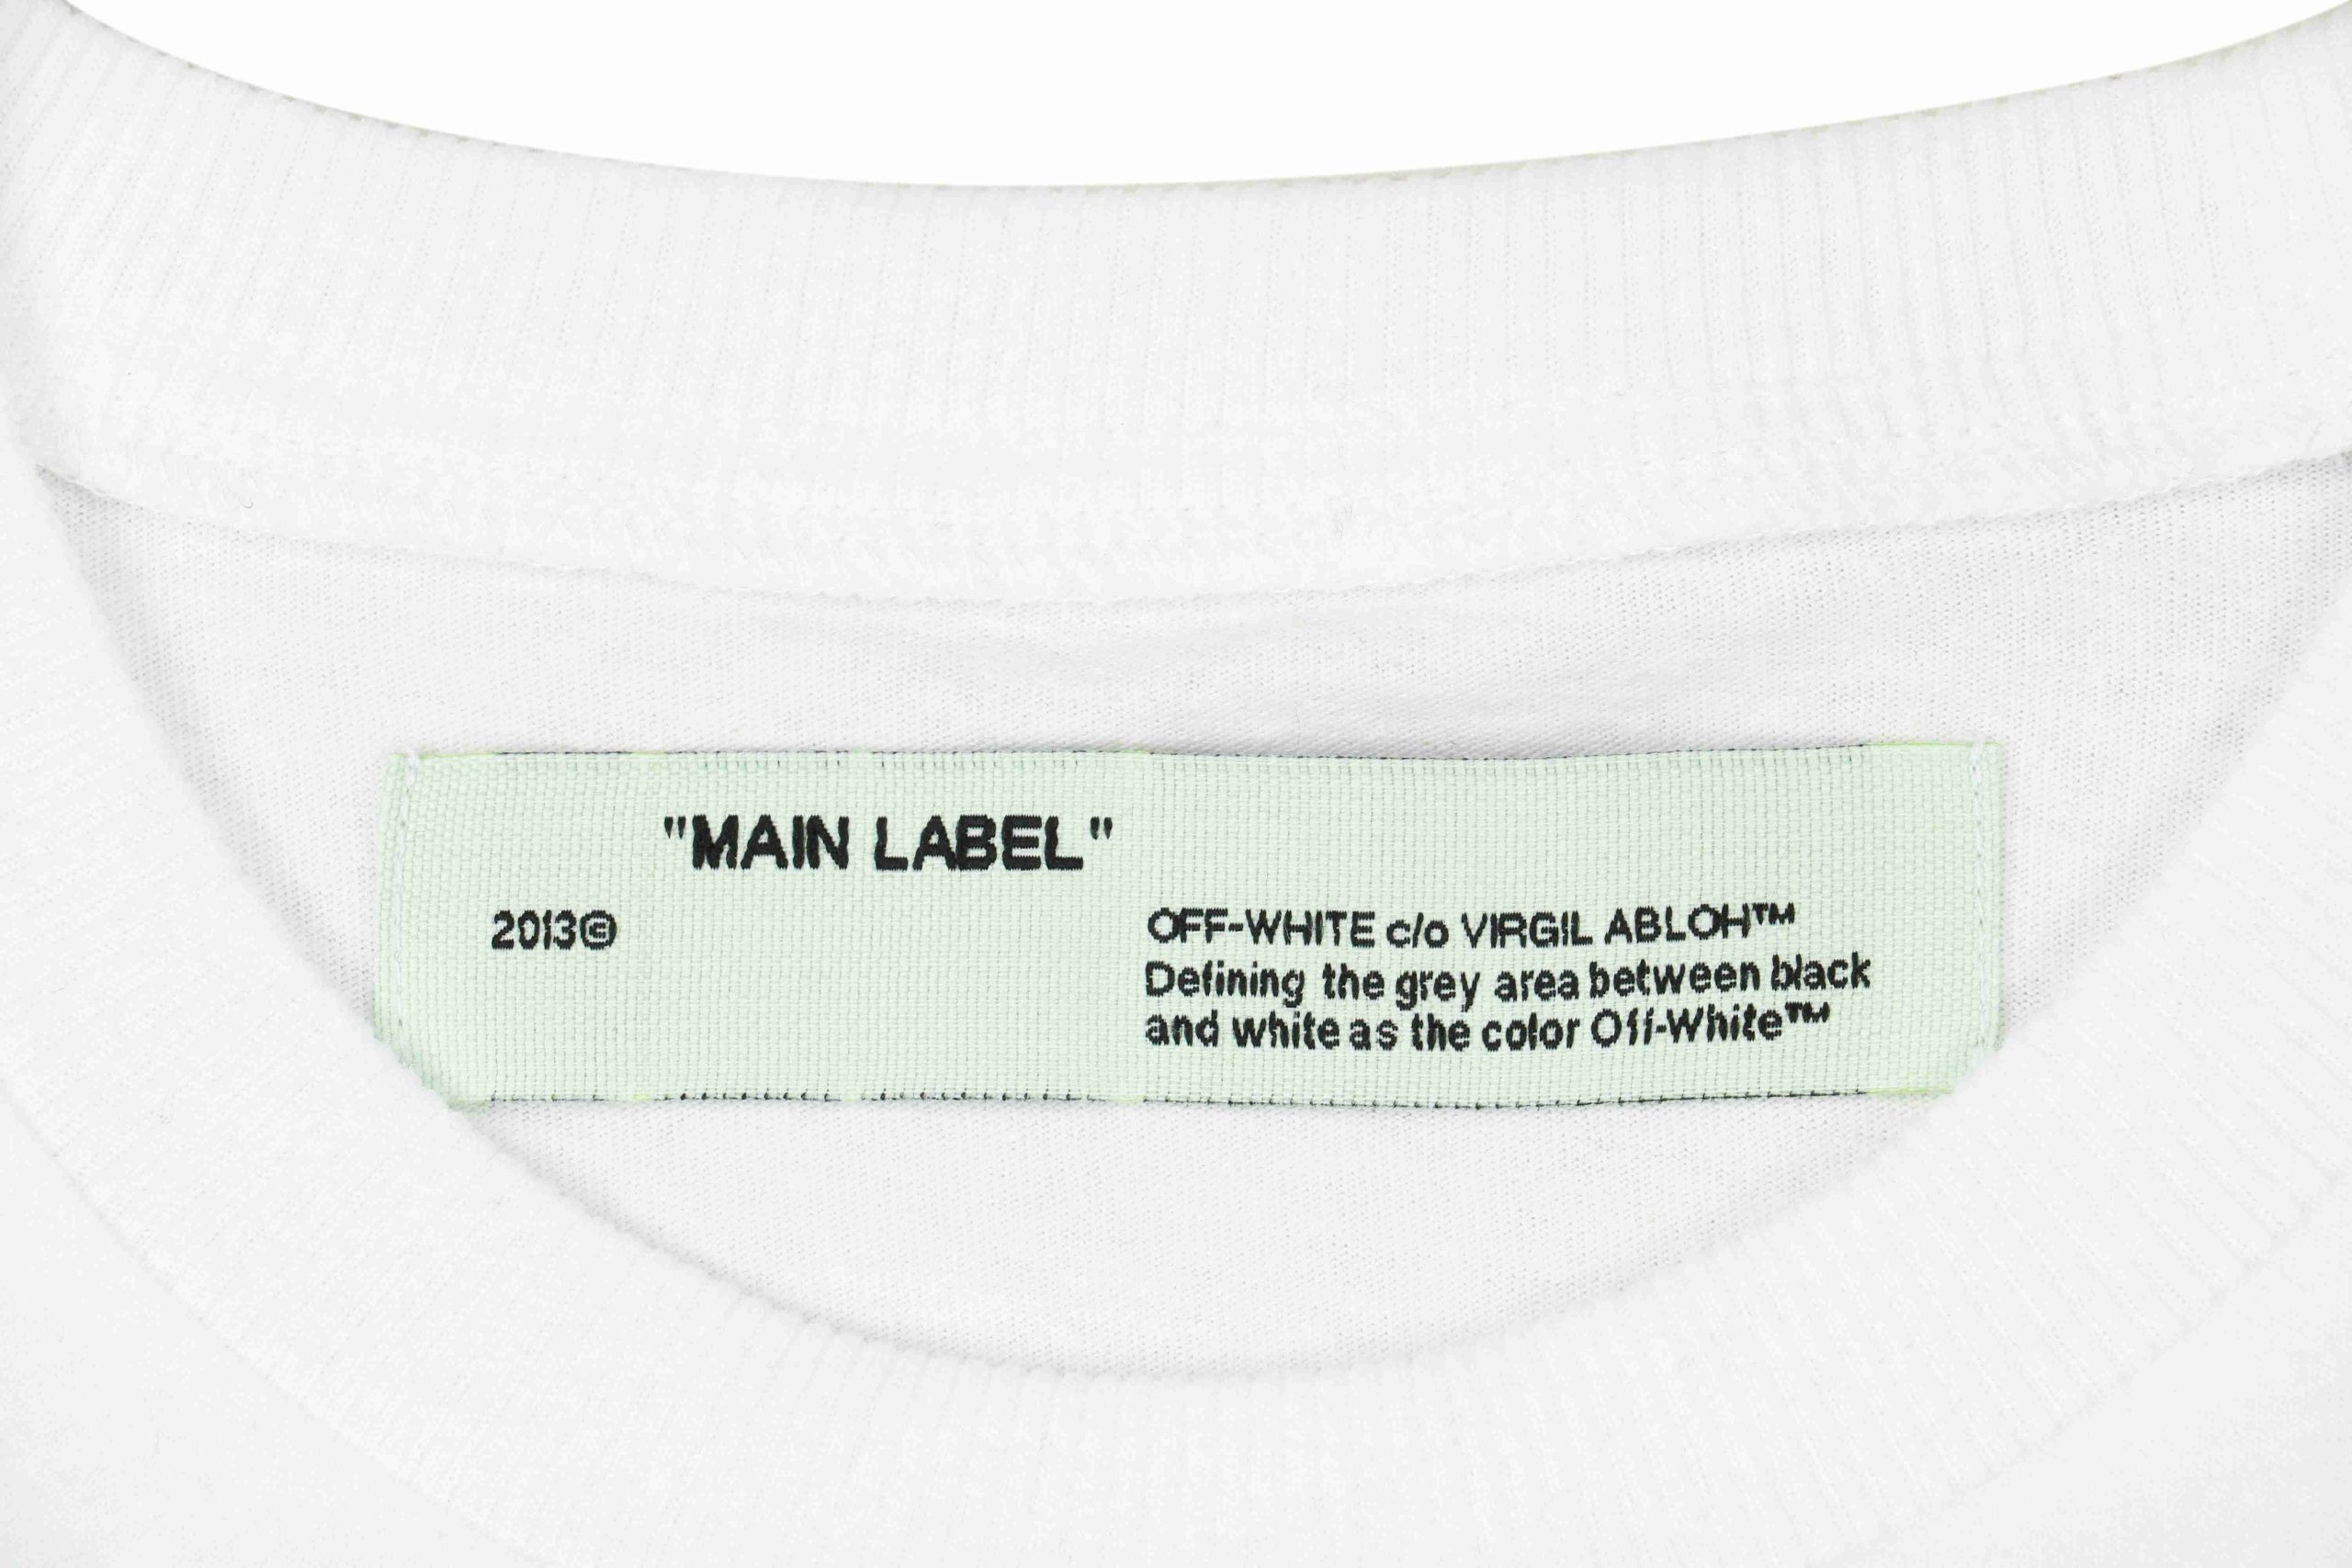 "MAIN LABEL"
2013©
OFF-WHITE c/o VIRGIL ABLOH™
Defining the grey area between black
and white as the color Off-White™